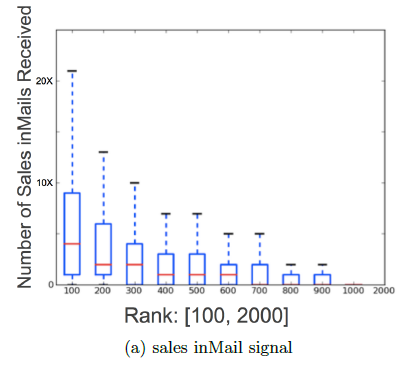 Number of Sales inMails Received
20X
10X
0
100 200 300 400 500 600 700 800 900 1000 2000
Rank: [100, 2000]
(a) sales inMail signal